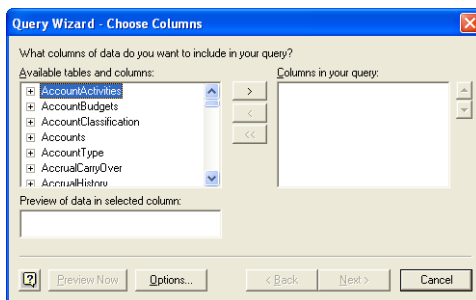 Query Wizard - Choose Columns
What columns of data do you want to include in your query?
Available tables and columns:
Columns in your query:
AccountActivities
AccountBudgets
AccountClassification
Accounts
AccountType
AccrualCarryOver
AccrualHistory
>
<
<<
Preview of data in selected column:
? Preview Now Options... < Back Next > Cancel